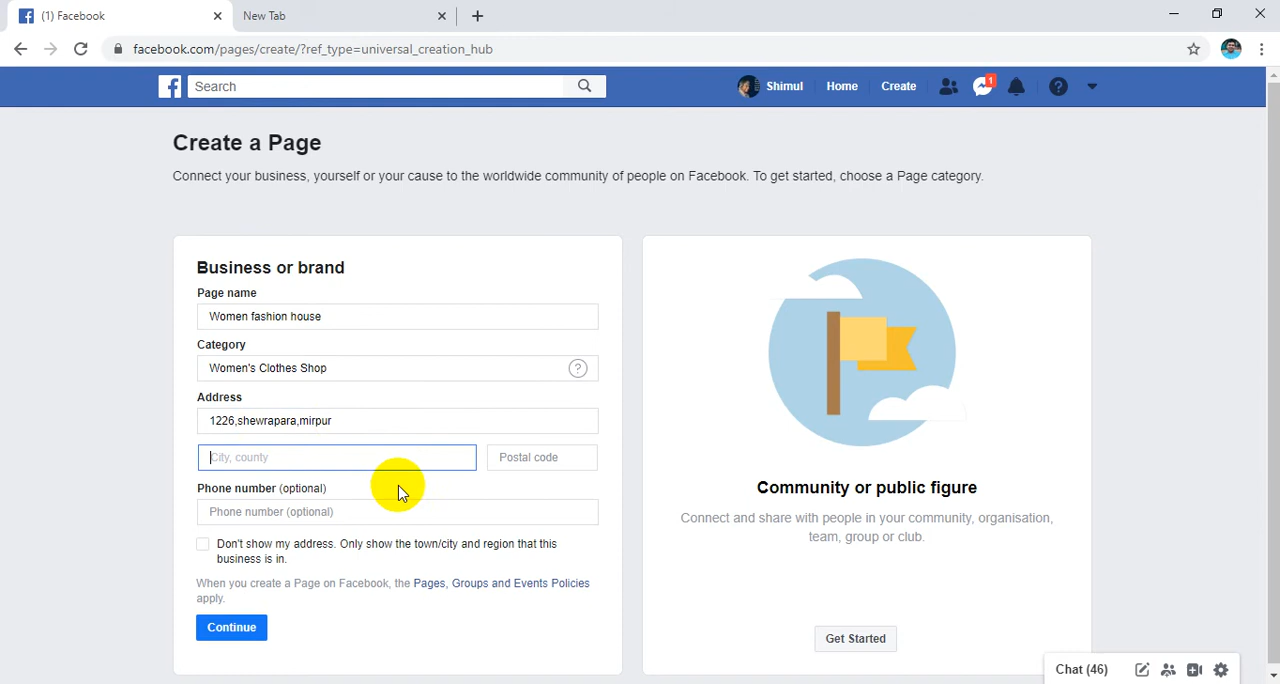 (1) Facebook
New Tab
facebook.com/pages/create/?ref_type=universal_creation_hub
Search
Shimul
Home
Create
1
Create a Page
Connect your business, yourself or your cause to the worldwide community of people on Facebook. To get started, choose a Page category.
Business or brand
Page name
Women fashion house
Category
Women's Clothes Shop
?
Address
1226,shewrapara,mirpur
City, county
Postal code
Phone number (optional)
Phone number (optional)
Don't show my address. Only show the town/city and region that this
business is in.
When you create a Page on Facebook, the Pages, Groups and Events Policies
apply.
Continue
Community or public figure
Connect and share with people in your community, organisation,
team, group or club.
Get Started
Chat (46)